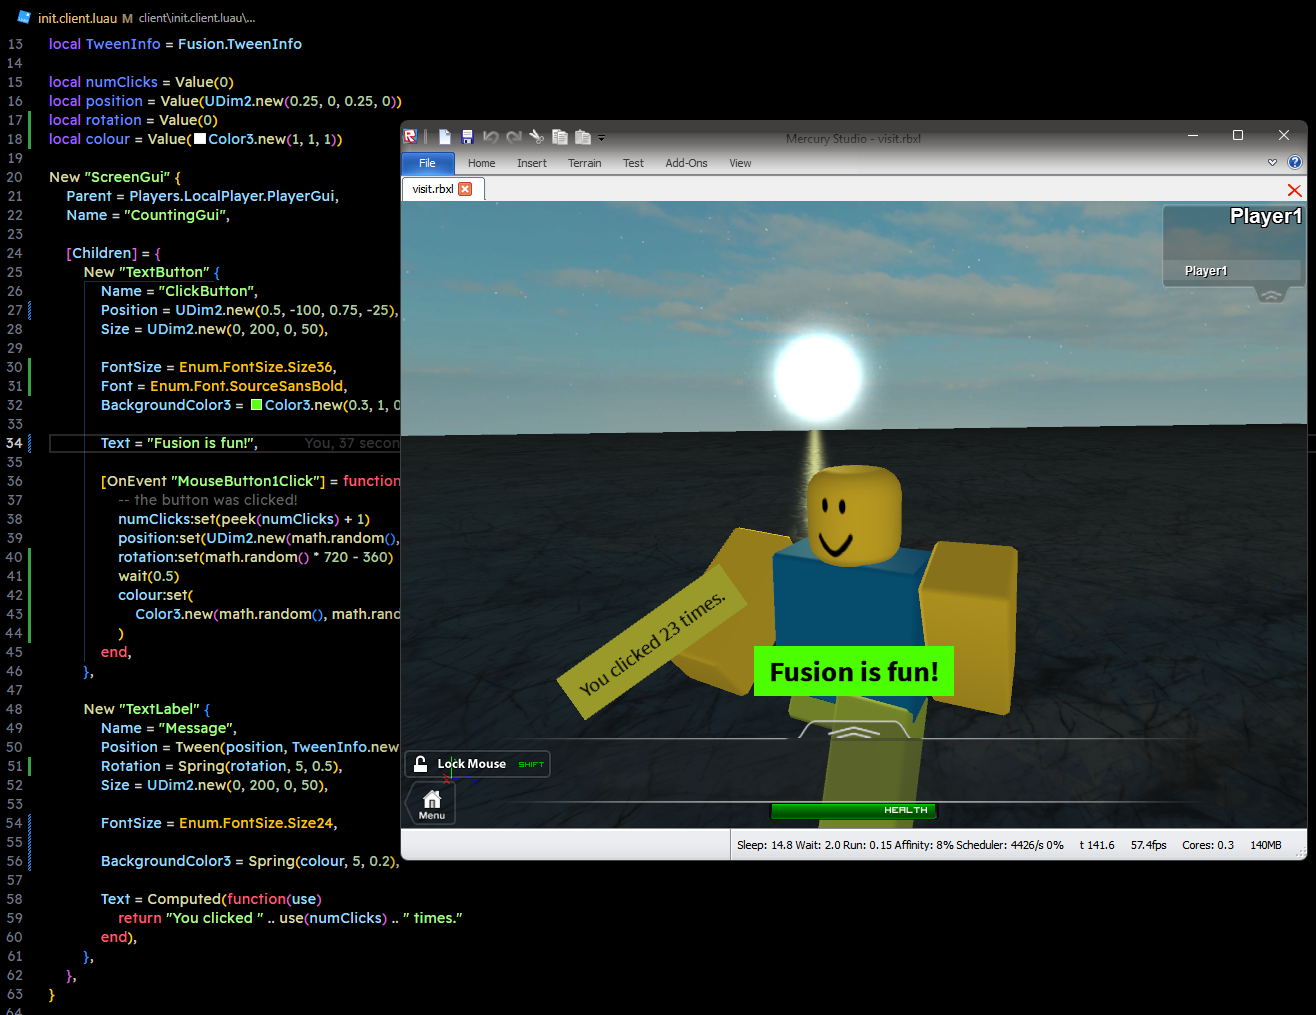 init.client.luau M client\init.client.luau\...
13 local TweenInfo = Fusion.TweenInfo
14
15 local numClicks = Value(0)
16 local position = Value(UDim2.new(0.25, 0, 0.25, 0))
17 local rotation = Value(0)
18 local colour = Value(Color3.new(1, 1, 1))
19
20 New "ScreenGui" {
21 Parent = Players.LocalPlayer.PlayerGui,
22 Name = "CountingGui",
23
24 [Children] = {
25 New "TextButton" {
26 Name = "ClickButton",
27 Position = UDim2.new(0.5, -100, 0.75, -25),
28 Size = UDim2.new(0, 200, 0, 50),
29
30 FontSize = Enum.FontSize.Size36,
31 Font = Enum.Font.SourceSansBold,
32 BackgroundColor3 = Color3.new(0.3, 1, 0
33
34 Text = "Fusion is fun!", You, 37 secon
35
36 [OnEvent "MouseButton1Click"] = function
37 -- the button was clicked!
38 numClicks:set(peek(numClicks) + 1)
39 position:set(UDim2.new(math.random(),
40 rotation:set(math.random() * 720 - 360)
41 wait(0.5)
42 colour:set(
43 Color3.new(math.random(), math.rand
44 )
45 end,
46 },
47
48 New "TextLabel" {
49 Name = "Message",
50 Position = Tween(position, TweenInfo.new
51 Rotation = Spring(rotation, 5, 0.5),
52 Size = UDim2.new(0, 200, 0, 50),
53
54 FontSize = Enum.FontSize.Size24,
55
56 BackgroundColor3 = Spring(colour, 5, 0.2),
57
58 Text = Computed(function(use)
59 return "You clicked " .. use(numClicks) .. " times."
60 end),
61 },
62 },
63 }
64
Mercury Studio - visit.rbxl
File Home Insert Terrain Test Add-Ons View
visit.rbxl
Player1
Player1
You clicked 23 times.
Fusion is fun!
Lock Mouse SHIFT
Menu
HEALTH
Sleep: 14.8 Wait: 2.0 Run: 0.15 Affinity: 8% Scheduler: 4426/s 0% t 141.6 57.4fps Cores: 0.3 140MB